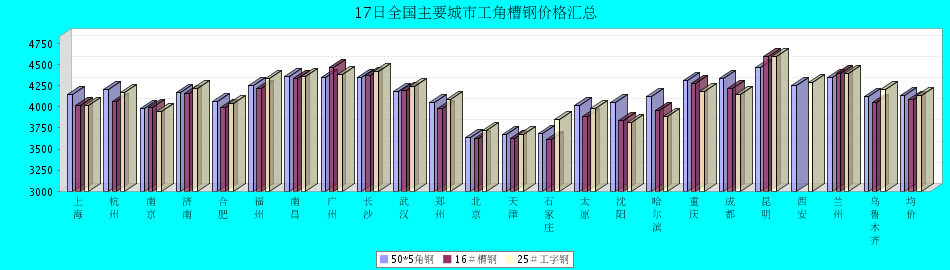 17日全国主要城市工角槽钢价格汇总
4750
4500
4250
4000
3750
3500
3250
3000
上海
杭州
南京
济南
合肥
福州
南昌
广州
长沙
武汉
郑州
北京
天津
石家庄
太原
沈阳
哈尔滨
重庆
成都
昆明
西安
兰州
乌鲁木齐
均价
50*5角钢 16#槽钢 25#工字钢